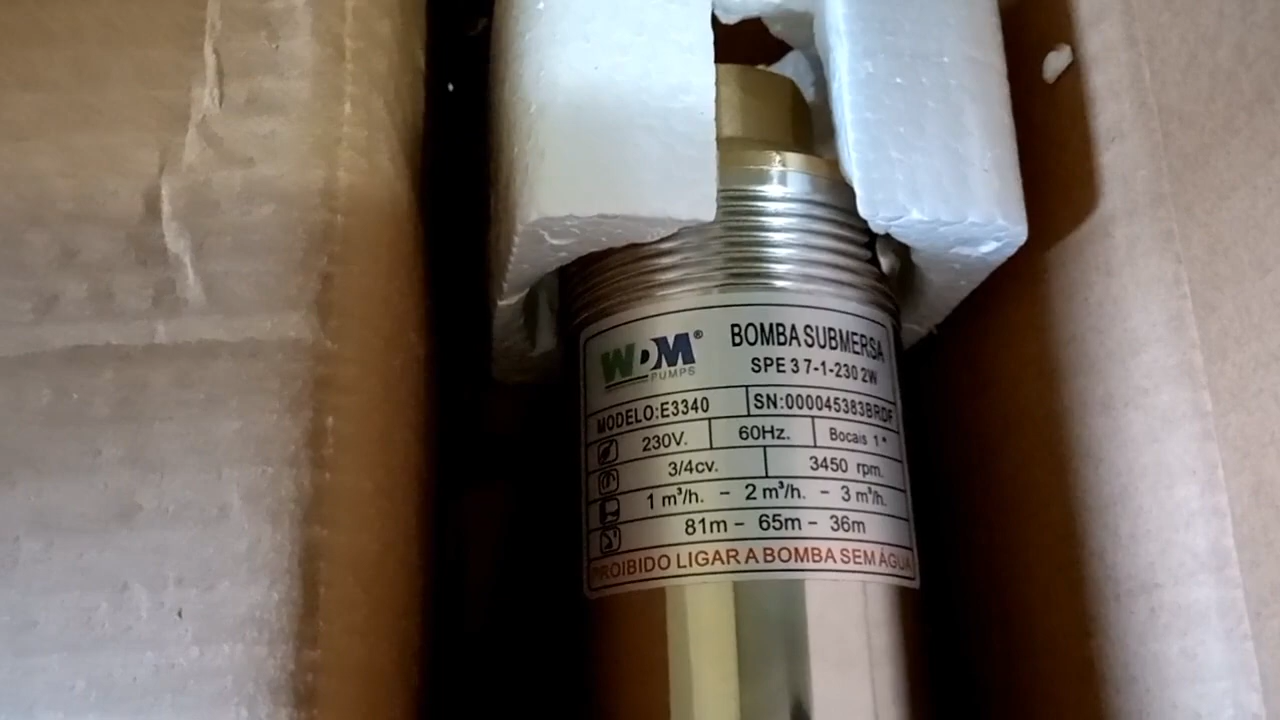 WDM®
PUMPS
BOMBA SUBMERSA
SPE 3 7-1-230 2W
MODELO:E3340 SN:000045383BRDF
230V. 60Hz. Bocais 1"
3/4cv. 3450 rpm.
1 m³/h. - 2 m³/h. - 3 m³/h.
81m - 65m - 36m
PROIBIDO LIGAR A BOMBA SEM ÁGUA